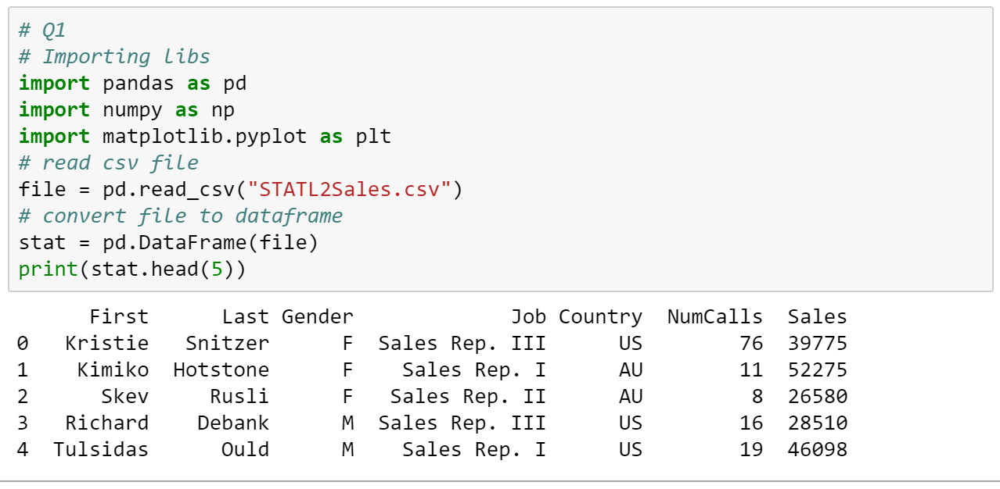 # Q1
# Importing libs
import pandas as pd
import numpy as np
import matplotlib.pyplot as plt
# read csv file
file = pd.read_csv("STATL2Sales.csv")
# convert file to dataframe
stat = pd.DataFrame(file)
print(stat.head(5))
      First      Last Gender             Job Country  NumCalls  Sales
0   Kristie   Snitzer      F  Sales Rep. III      US        76  39775
1    Kimiko  Hotstone      F    Sales Rep. I      AU        11  52275
2      Skev     Rusli      F   Sales Rep. II      AU         8  26580
3   Richard    Debank      M  Sales Rep. III      US        16  28510
4  Tulsidas      Ould      M    Sales Rep. I      US        19  46098